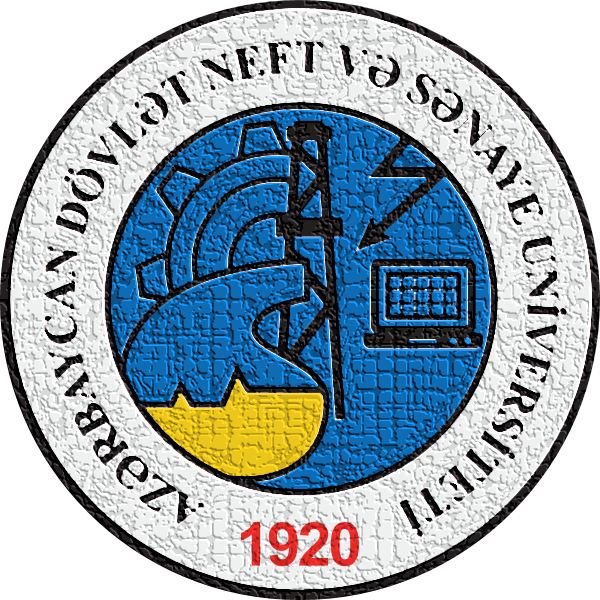 AZƏRBAYCAN DÖVLƏT NEFT VƏ SƏNAYE UNİVERSİTETİ
1920